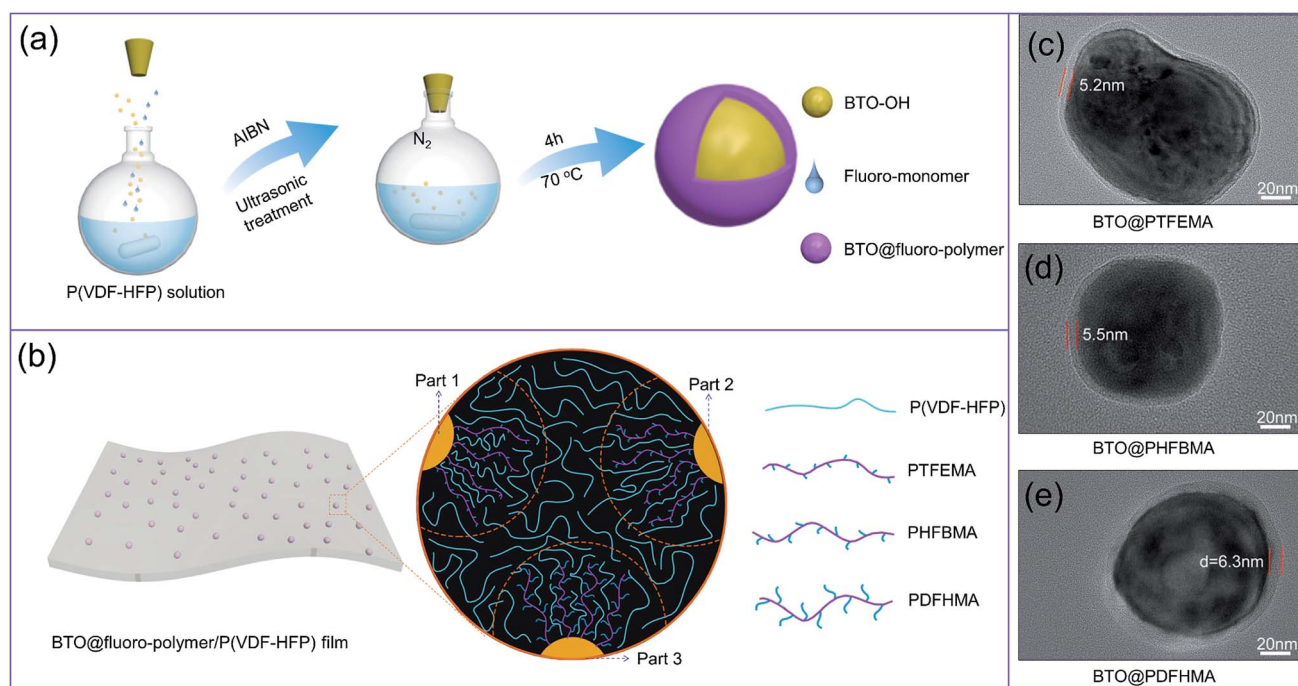 (a)
AIBN
Ultrasonic
treatment
P(VDF-HFP) solution
N2
4h
70 °C
BTO-OH
Fluoro-monomer
BTO@fluoro-polymer
(b)
Part 1
Part 2
Part 3
BTO@fluoro-polymer/P(VDF-HFP) film
P(VDF-HFP)
PTFEMA
PHFBMA
PDFHMA
(c)
5.2nm
20nm
BTO@PTFEMA
(d)
5.5nm
20nm
BTO@PHFBMA
(e)
d=6.3nm
20nm
BTO@PDFHMA